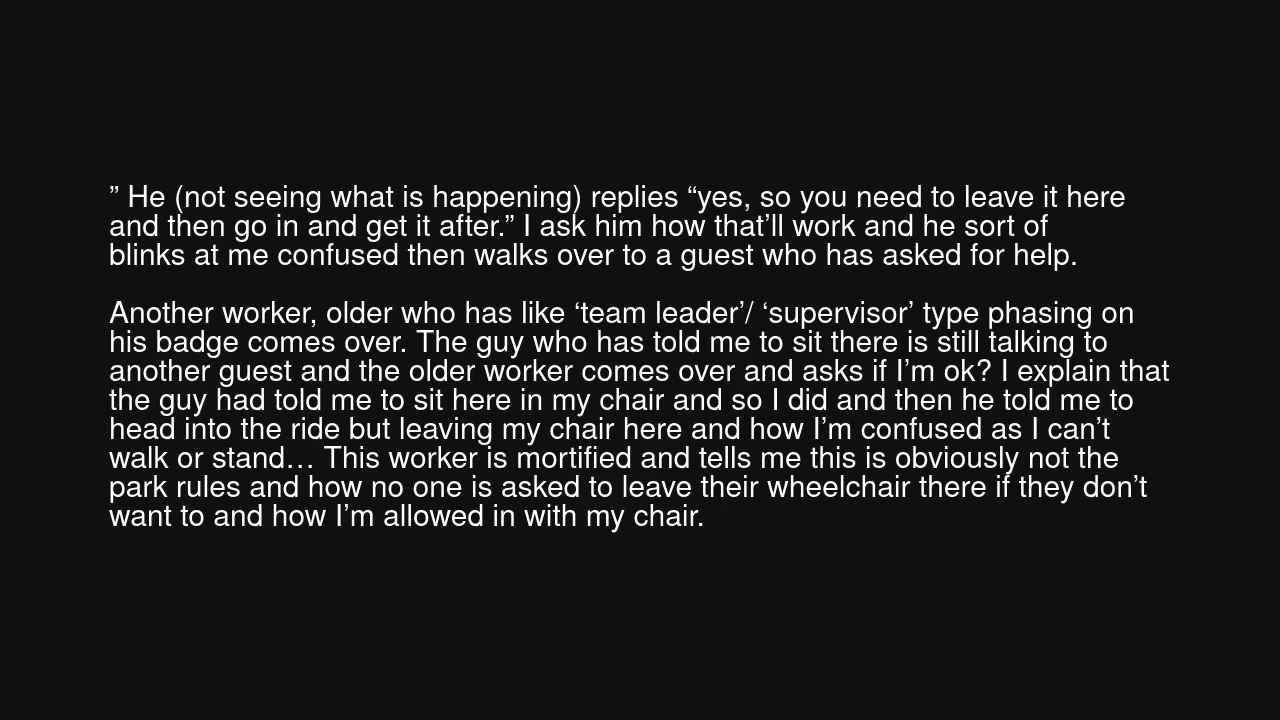 ” He (not seeing what is happening) replies “yes, so you need to leave it here
and then go in and get it after.” I ask him how that’ll work and he sort of
blinks at me confused then walks over to a guest who has asked for help.
Another worker, older who has like ‘team leader’/ ‘supervisor’ type phasing on
his badge comes over. The guy who has told me to sit there is still talking to
another guest and the older worker comes over and asks if I’m ok? I explain that
the guy had told me to sit here in my chair and so I did and then he told me to
head into the ride but leaving my chair here and how I’m confused as I can’t
walk or stand… This worker is mortified and tells me this is obviously not the
park rules and how no one is asked to leave their wheelchair there if they don’t
want to and how I’m allowed in with my chair.